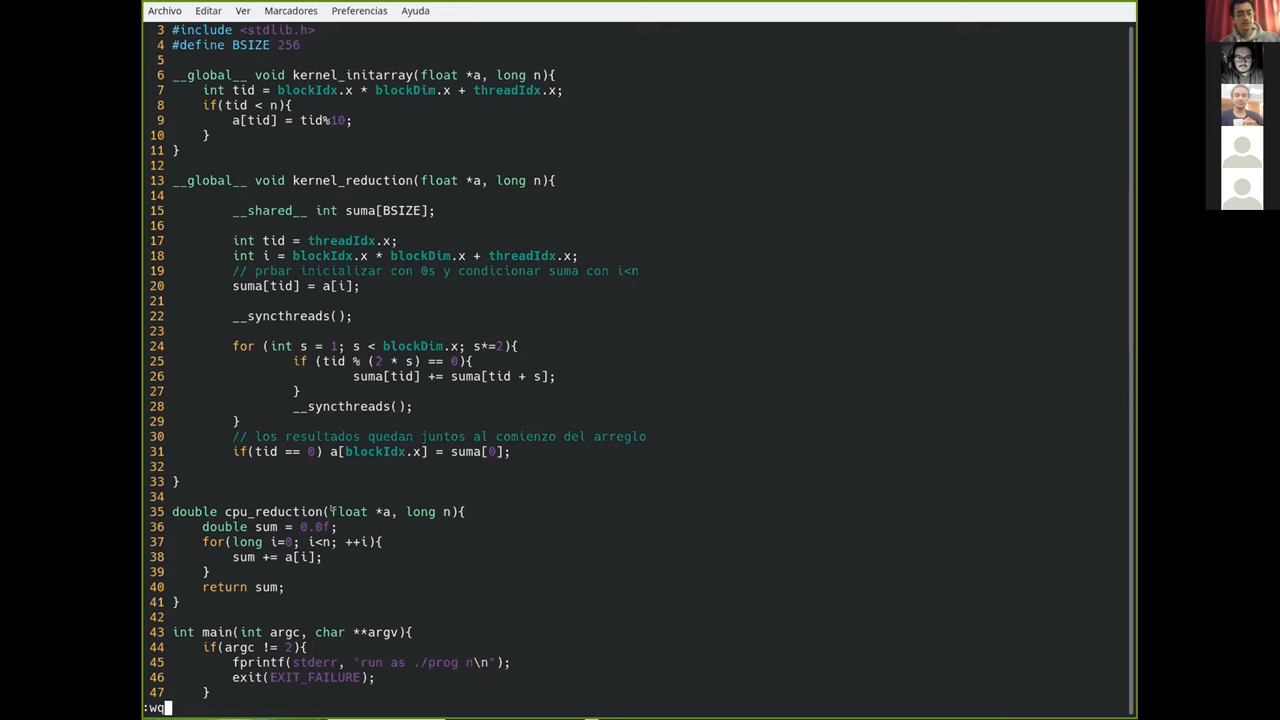 Archivo Editar Ver Marcadores Preferencias Ayuda
3 #include <stdlib.h>
4 #define BSIZE 256
5
6 __global__ void kernel_initarray(float *a, long n){
7     int tid = blockIdx.x * blockDim.x + threadIdx.x;
8     if(tid < n){
9         a[tid] = tid%10;
10     }
11 }
12
13 __global__ void kernel_reduction(float *a, long n){
14
15         __shared__ int suma[BSIZE];
16
17         int tid = threadIdx.x;
18         int i = blockIdx.x * blockDim.x + threadIdx.x;
19         // prbar inicializar con 0s y condicionar suma con i<n
20         suma[tid] = a[i];
21
22         __syncthreads();
23
24         for (int s = 1; s < blockDim.x; s*=2){
25                 if (tid % (2 * s) == 0){
26                         suma[tid] += suma[tid + s];
27                 }
28                 __syncthreads();
29         }
30         // los resultados quedan juntos al comienzo del arreglo
31         if(tid == 0) a[blockIdx.x] = suma[0];
32
33 }
34
35 double cpu_reduction(float *a, long n){
36     double sum = 0.0f;
37     for(long i=0; i<n; ++i){
38         sum += a[i];
39     }
40     return sum;
41 }
42
43 int main(int argc, char **argv){
44     if(argc != 2){
45         fprintf(stderr, "run as ./prog n\n");
46         exit(EXIT_FAILURE);
47     }
:wq